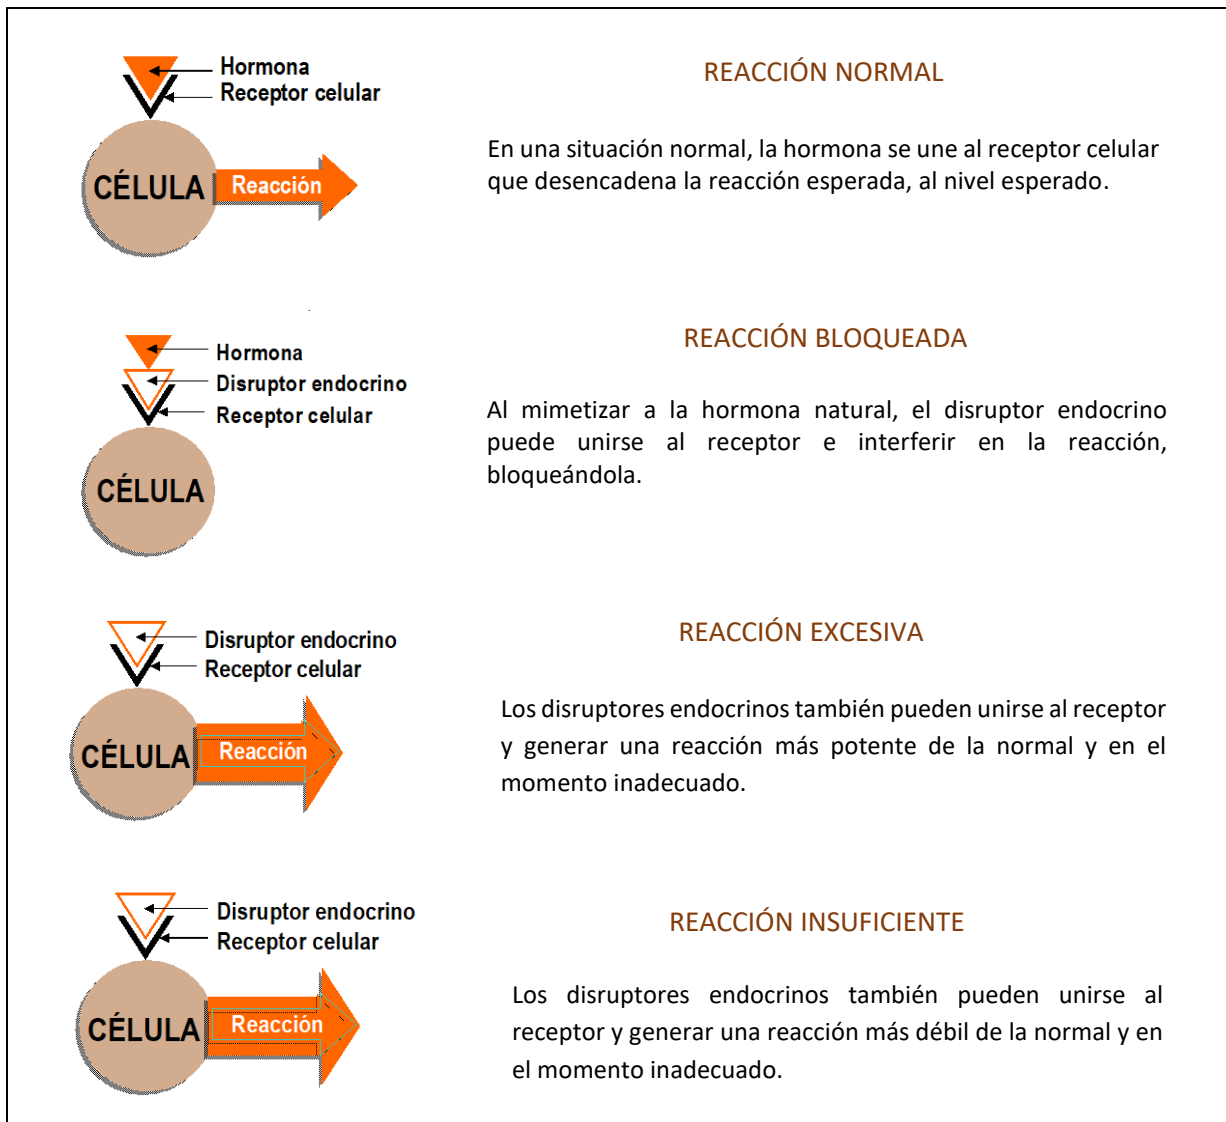 Hormona
Receptor celular
CÉLULA
Reacción
REACCIÓN NORMAL
En una situación normal, la hormona se une al receptor celular
que desencadena la reacción esperada, al nivel esperado.
Hormona
Disruptor endocrino
Receptor celular
CÉLULA
REACCIÓN BLOQUEADA
Al mimetizar a la hormona natural, el disruptor endocrino
puede unirse al receptor e interferir en la reacción,
bloqueándola.
Disruptor endocrino
Receptor celular
CÉLULA
Reacción
REACCIÓN EXCESIVA
Los disruptores endocrinos también pueden unirse al receptor
y generar una reacción más potente de la normal y en el
momento inadecuado.
Disruptor endocrino
Receptor celular
CÉLULA
Reacción
REACCIÓN INSUFICIENTE
Los disruptores endocrinos también pueden unirse al
receptor y generar una reacción más débil de la normal y en
el momento inadecuado.